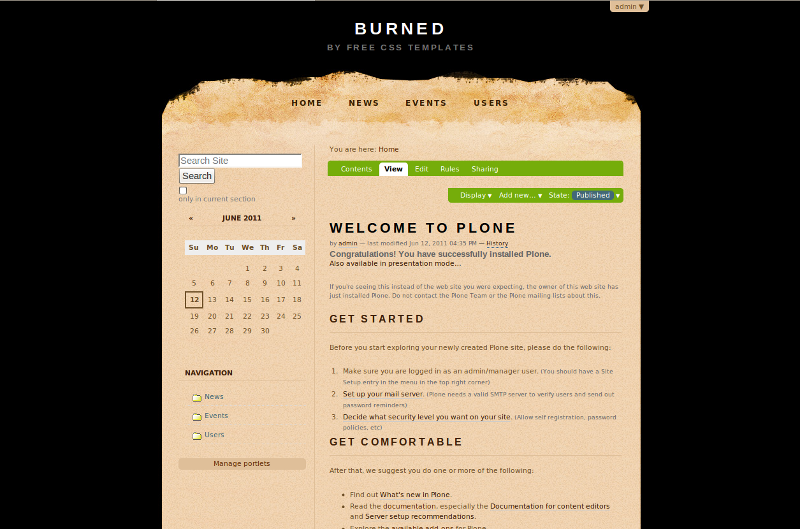 admin ▼
BURNED
BY FREE CSS TEMPLATES
HOME NEWS EVENTS USERS
Search Site
Search
only in current section
« JUNE 2011 »
Su Mo Tu We Th Fr Sa
1 2 3 4
5 6 7 8 9 10 11
12 13 14 15 16 17 18
19 20 21 22 23 24 25
26 27 28 29 30
NAVIGATION
News
Events
Users
Manage portlets
You are here: Home
Contents View Edit Rules Sharing
Display ▼ Add new... ▼ State: Published ▼
WELCOME TO PLONE
by admin — last modified Jun 12, 2011 04:35 PM — History
Congratulations! You have successfully installed Plone.
Also available in presentation mode...
If you're seeing this instead of the web site you were expecting, the owner of this web site has
just installed Plone. Do not contact the Plone Team or the Plone mailing lists about this.
GET STARTED
Before you start exploring your newly created Plone site, please do the following:
1. Make sure you are logged in as an admin/manager user. (You should have a Site
Setup entry in the menu in the top right corner)
2. Set up your mail server. (Plone needs a valid SMTP server to verify users and send out
password reminders)
3. Decide what security level you want on your site. (Allow self registration, password
policies, etc)
GET COMFORTABLE
After that, we suggest you do one or more of the following:
• Find out What's new in Plone.
• Read the documentation, especially the Documentation for content editors
and Server setup recommendations.
• Explore the available add-ons for Plone.